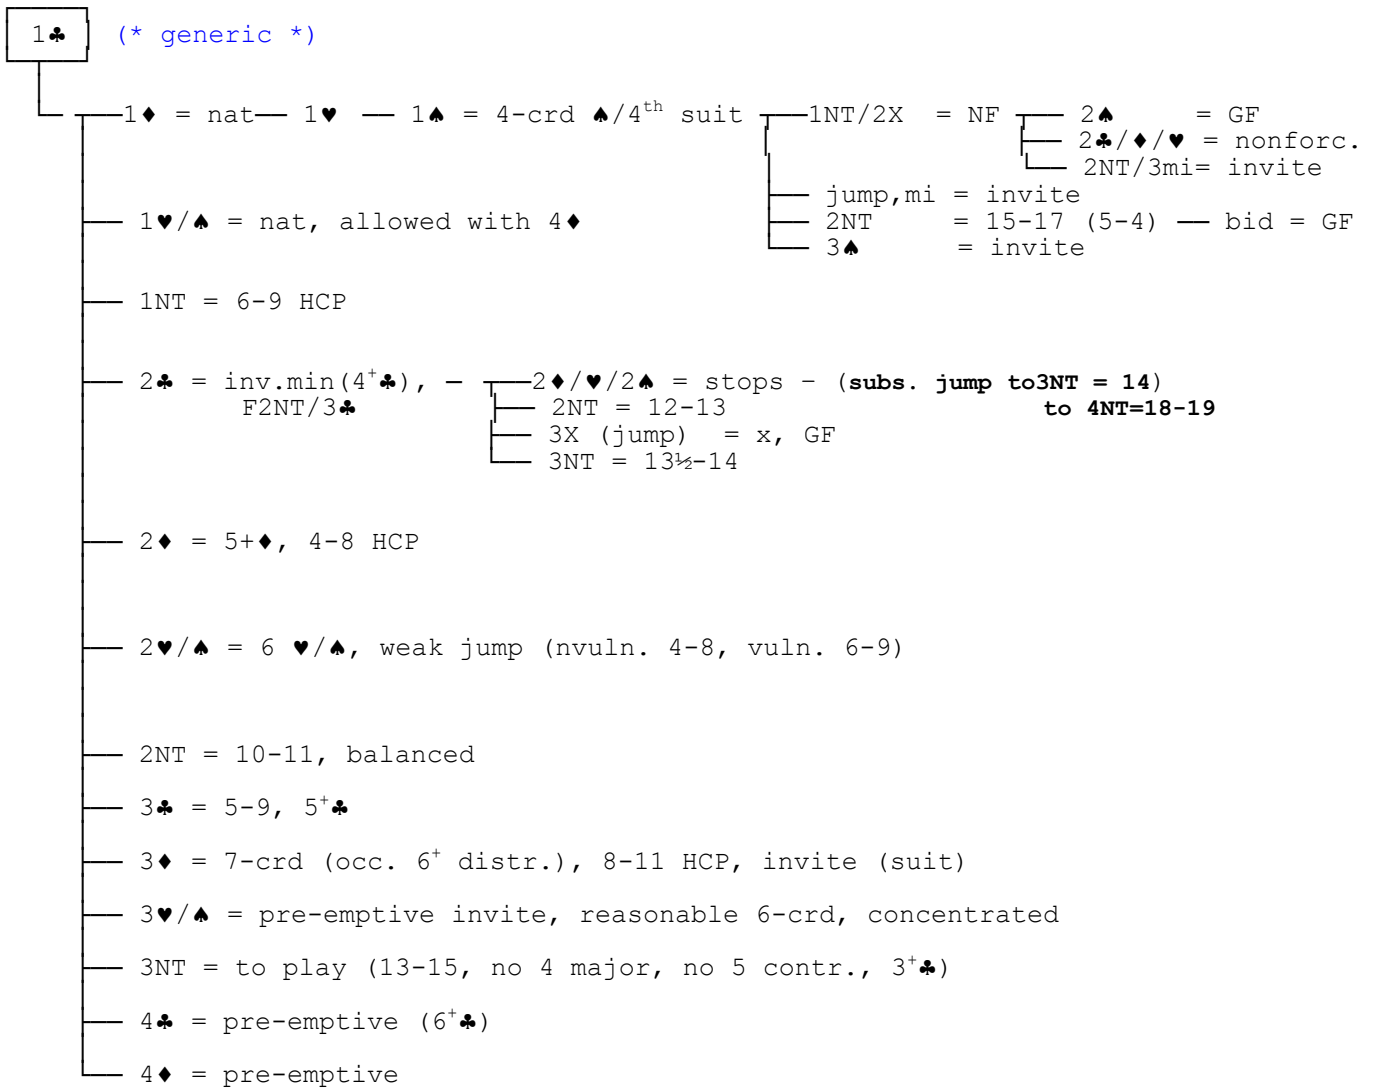 1♣ (* generic *)
1♦ = nat— 1♥ — 1♠ = 4-crd ♠/4th suit 1NT/2X = NF 2♠ = GF
2♣/♦/♥ = nonforc.
2NT/3mi= invite
jump,mi = invite
1♥/♠ = nat, allowed with 4♦ 2NT = 15-17 (5-4) — bid = GF
3♠ = invite
1NT = 6-9 HCP
2♣ = inv.min(4+♣), — 2♦/♥/2♠ = stops – (subs. jump to3NT = 14)
F2NT/3♣ 2NT = 12-13 to 4NT=18-19
3X (jump) = x, GF
3NT = 13½-14
2♦ = 5+♦, 4-8 HCP
2♥/♠ = 6 ♥/♠, weak jump (nvuln. 4-8, vuln. 6-9)
2NT = 10-11, balanced
3♣ = 5-9, 5+♣
3♦ = 7-crd (occ. 6+ distr.), 8-11 HCP, invite (suit)
3♥/♠ = pre-emptive invite, reasonable 6-crd, concentrated
3NT = to play (13-15, no 4 major, no 5 contr., 3+♣)
4♣ = pre-emptive (6+♣)
4♦ = pre-emptive